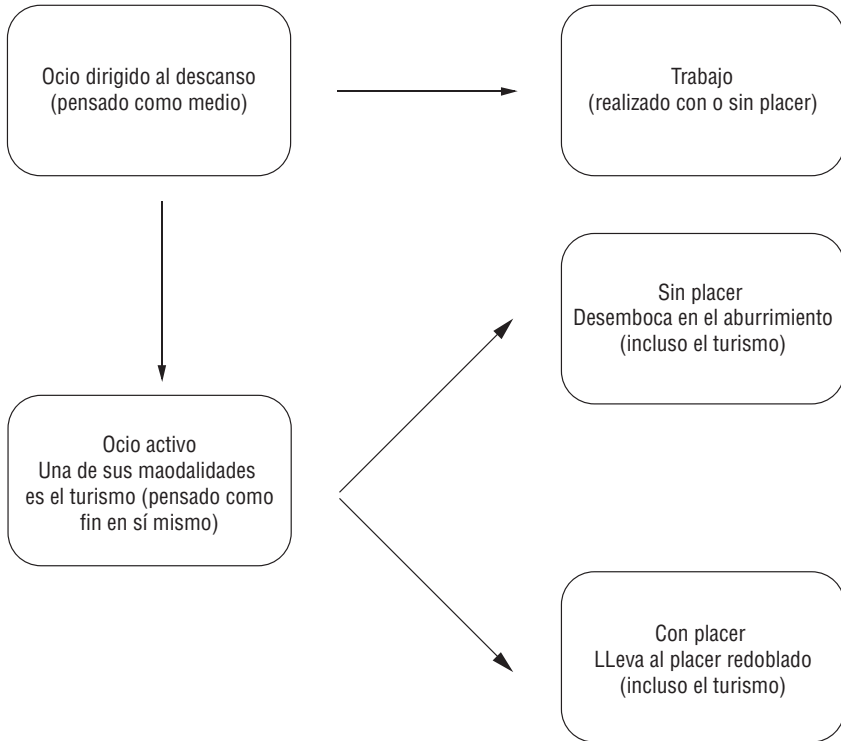 Ocio dirigido al descanso
(pensado como medio)
Trabajo
(realizado con o sin placer)
Sin placer
Desemboca en el aburrimiento
(incluso el turismo)
Ocio activo
Una de sus maodalidades
es el turismo (pensado como
fin en sí mismo)
Con placer
LLeva al placer redoblado
(incluso el turismo)